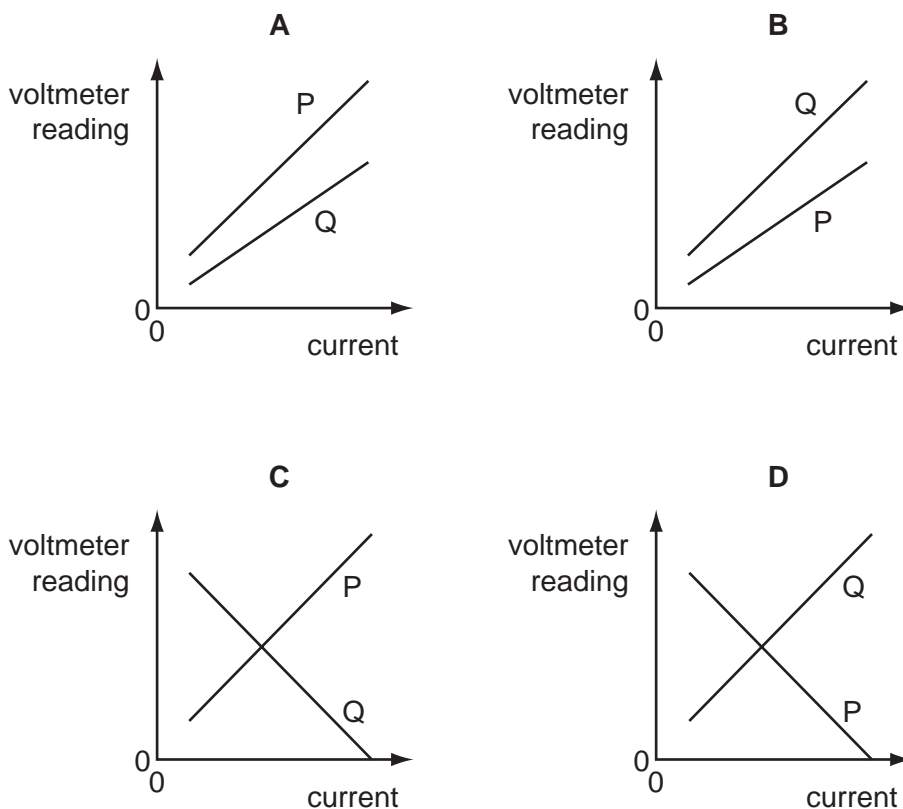 A
voltmeter
reading
P
Q
0
0
current
B
voltmeter
reading
Q
P
0
0
current
C
voltmeter
reading
P
Q
0
0
current
D
voltmeter
reading
Q
P
0
0
current